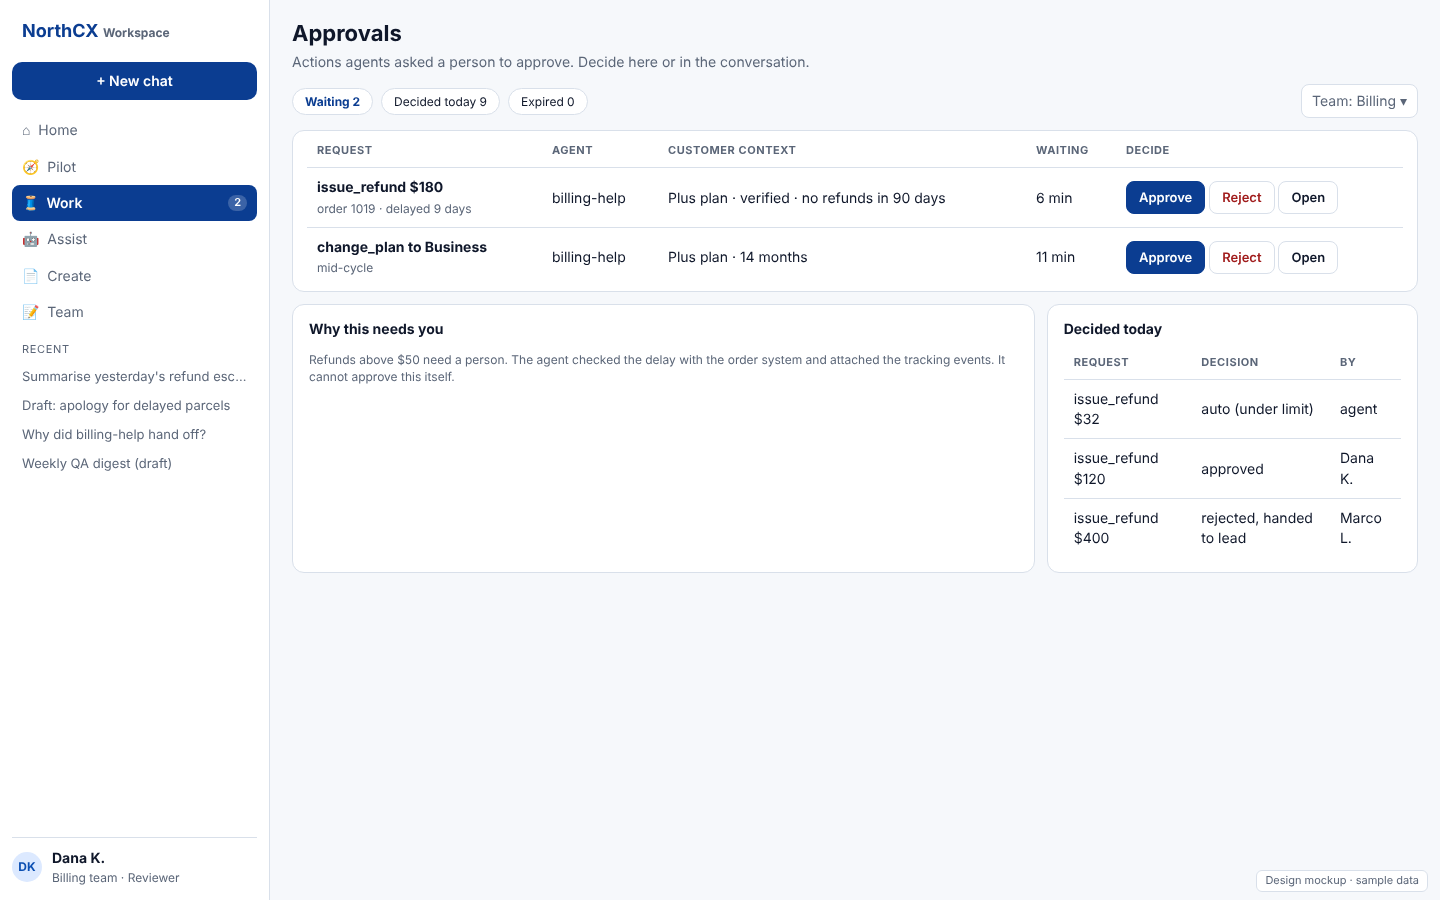 NorthCX Workspace
+ New chat
⌂ Home
🧭 Pilot
🧵 Work 2
🤖 Assist
📄 Create
📝 Team
RECENT
Summarise yesterday's refund esc...
Draft: apology for delayed parcels
Why did billing-help hand off?
Weekly QA digest (draft)
DK
Dana K.
Billing team · Reviewer
Approvals
Actions agents asked a person to approve. Decide here or in the conversation.
Waiting 2 Decided today 9 Expired 0 Team: Billing ▾
REQUEST AGENT CUSTOMER CONTEXT WAITING DECIDE
issue_refund $180
order 1019 · delayed 9 days
billing-help Plus plan · verified · no refunds in 90 days 6 min Approve Reject Open
change_plan to Business
mid-cycle
billing-help Plus plan · 14 months 11 min Approve Reject Open
Why this needs you
Refunds above $50 need a person. The agent checked the delay with the order system and attached the tracking events. It
cannot approve this itself.
Decided today
REQUEST DECISION BY
issue_refund
$32
auto (under limit) agent
issue_refund
$120
approved
Dana
K.
issue_refund
$400
rejected, handed
to lead
Marco
L.
Design mockup · sample data